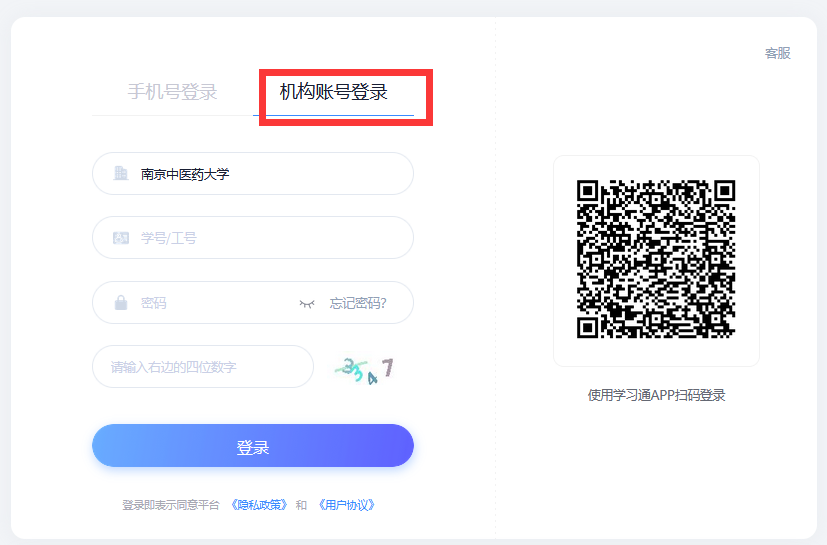 客服
手机号登录 机构账号登录
南京中医药大学
学号/工号
密码 忘记密码?
请输入右边的四位数字 3347
登录
使用学习通APP扫码登录
登录即表示同意平台 《隐私政策》 和 《用户协议》